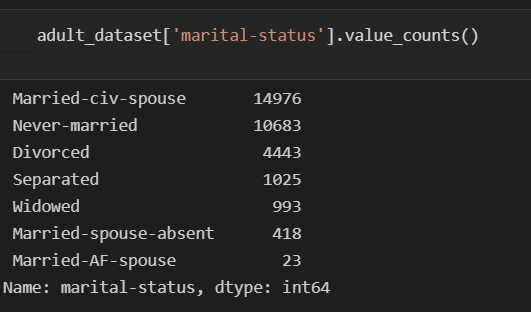 adult_dataset['marital-status'].value_counts()
Married-civ-spouse 14976
Never-married 10683
Divorced 4443
Separated 1025
Widowed 993
Married-spouse-absent 418
Married-AF-spouse 23
Name: marital-status, dtype: int64